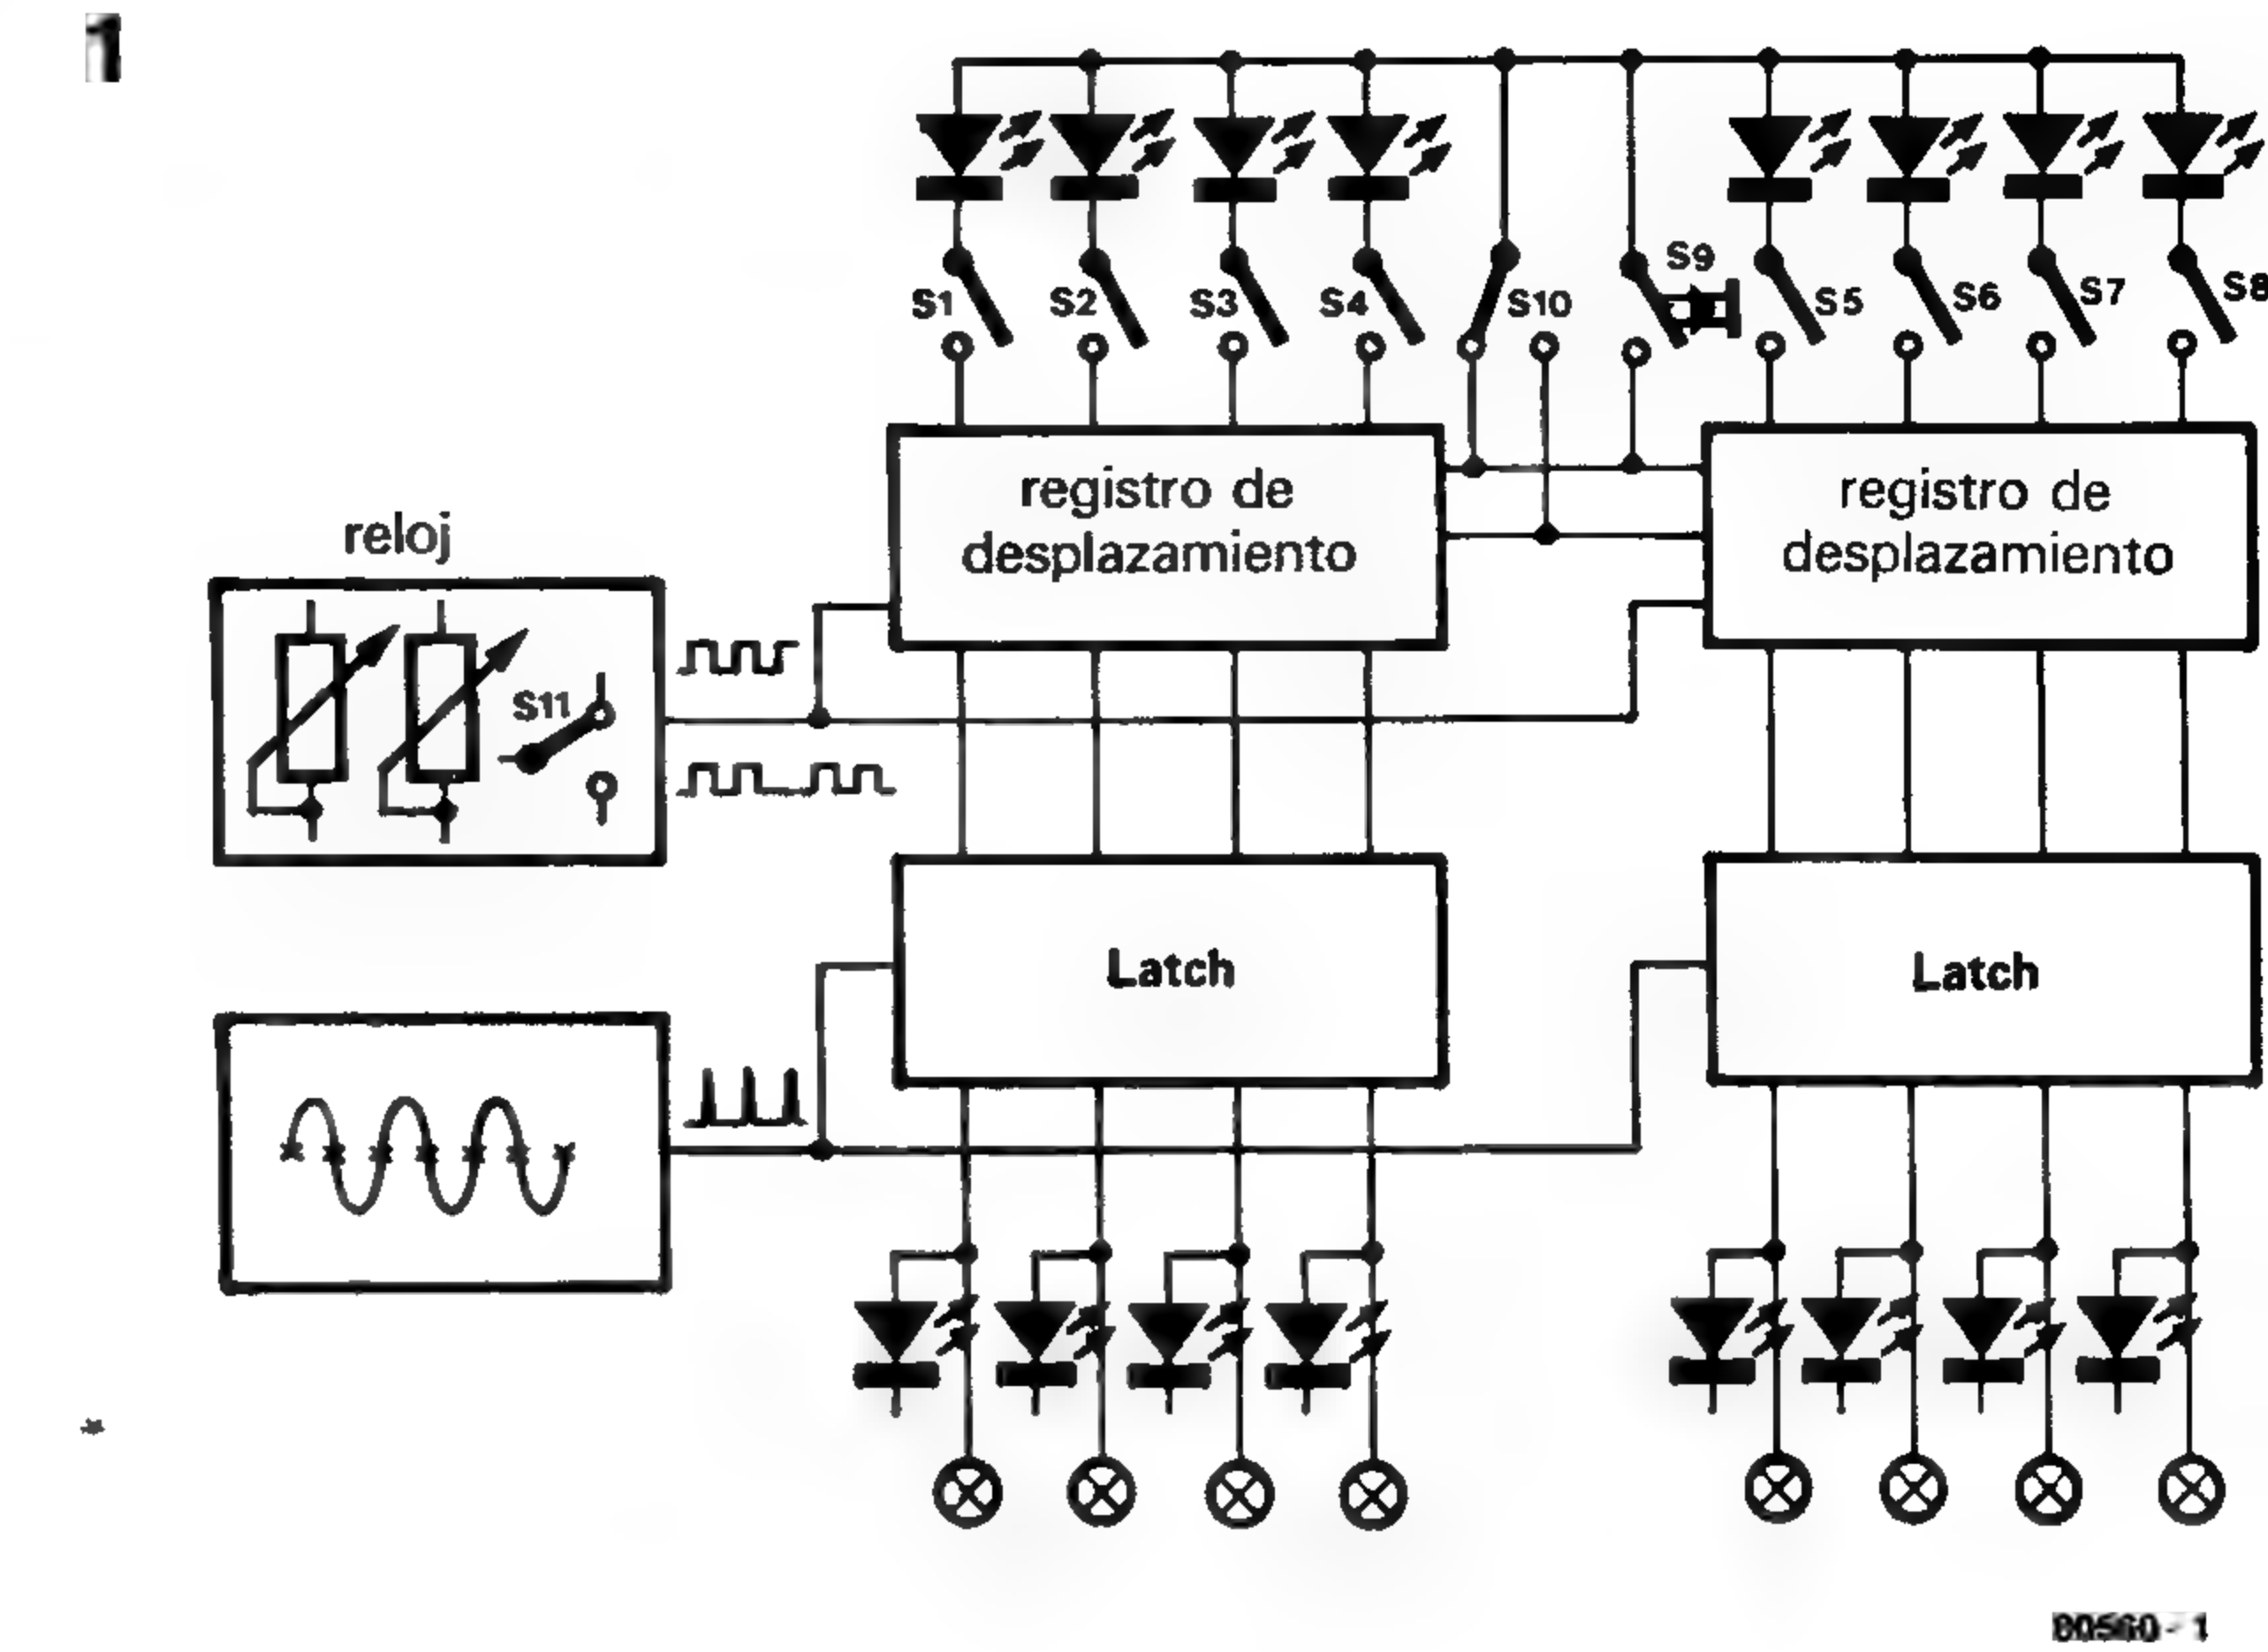 1
S1
S2
S3
S4
S10
S9
S5
S6
S7
S8
registro de
desplazamiento
registro de
desplazamiento
reloj
S11
Latch
Latch
80560 - 1